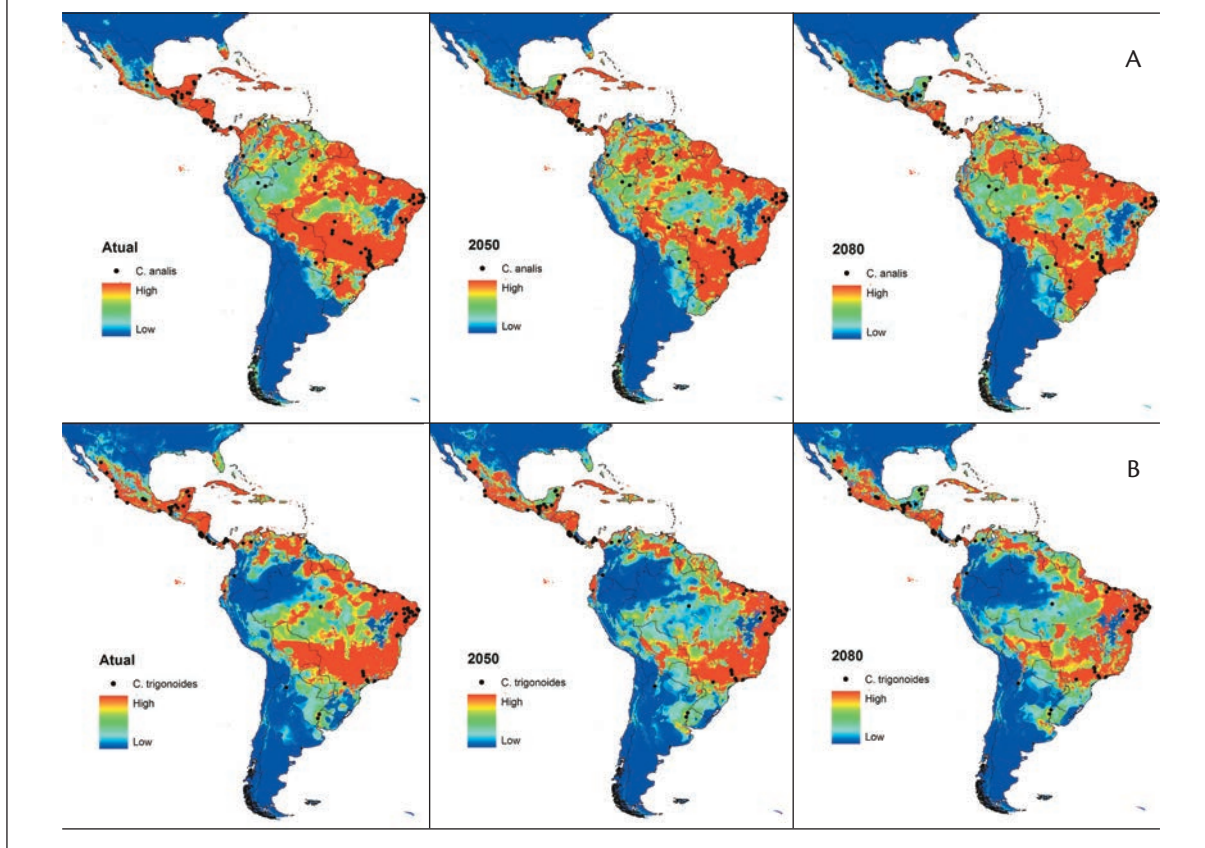 A
Atual
C. analis
High
Low
2050
C. analis
High
Low
2080
C. analis
High
Low
B
Atual
C. trigonoides
High
Low
2050
C. trigonoides
High
Low
2080
C. trigonoides
High
Low